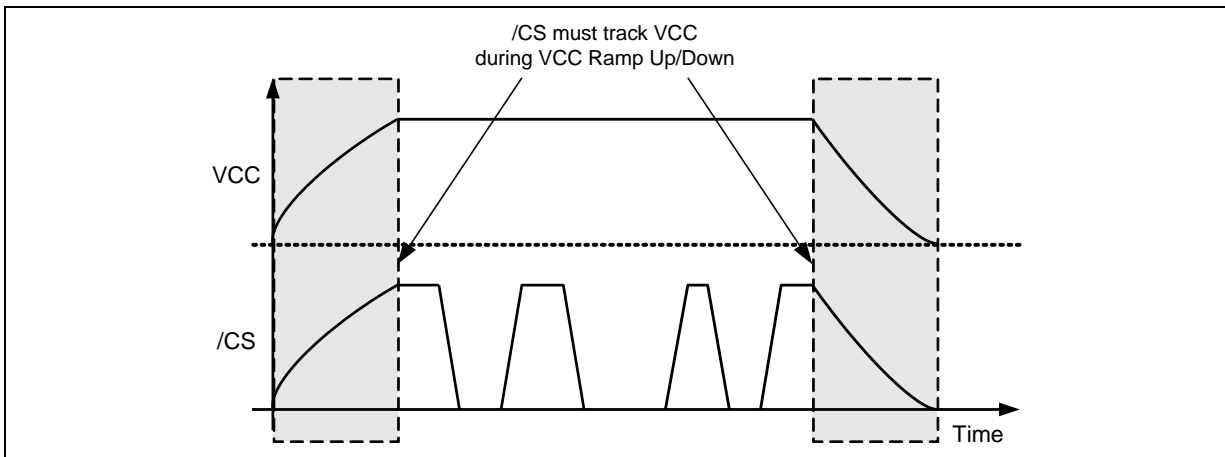 /CS must track VCC
during VCC Ramp Up/Down
VCC
/CS
Time